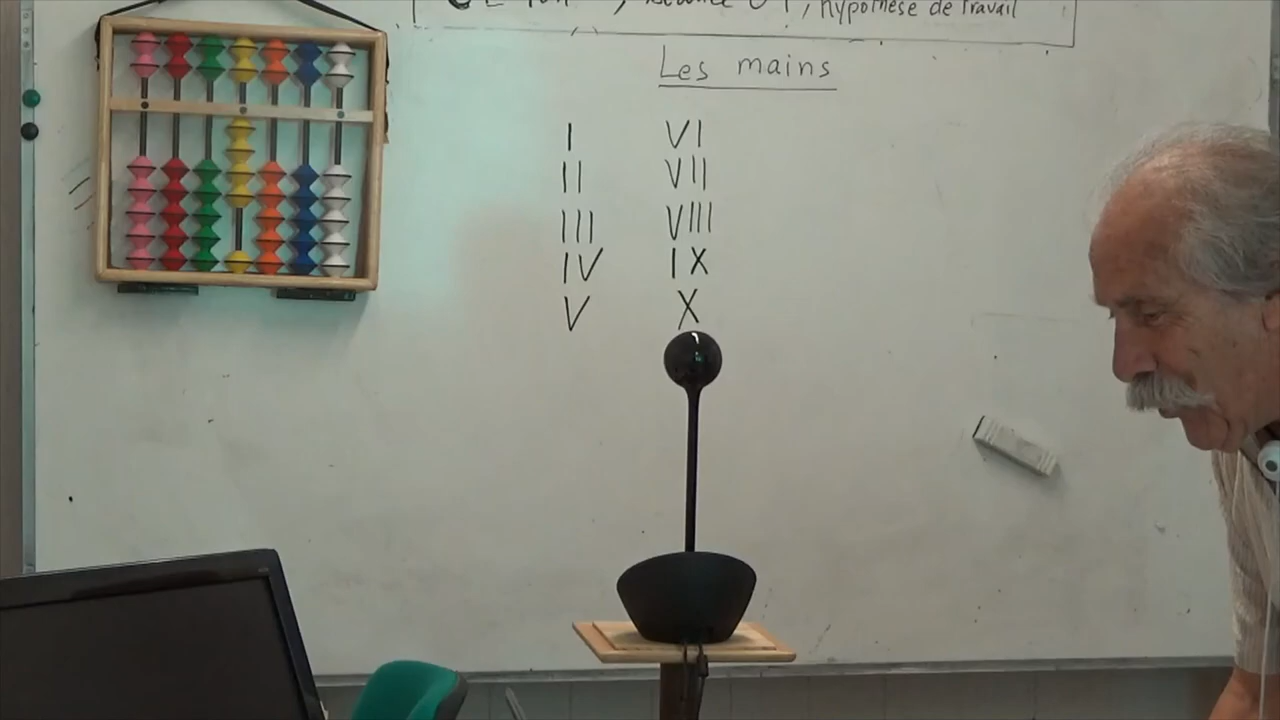 , hypothèse de travail
Les mains
I VI
II VII
III VIII
IV IX
V X